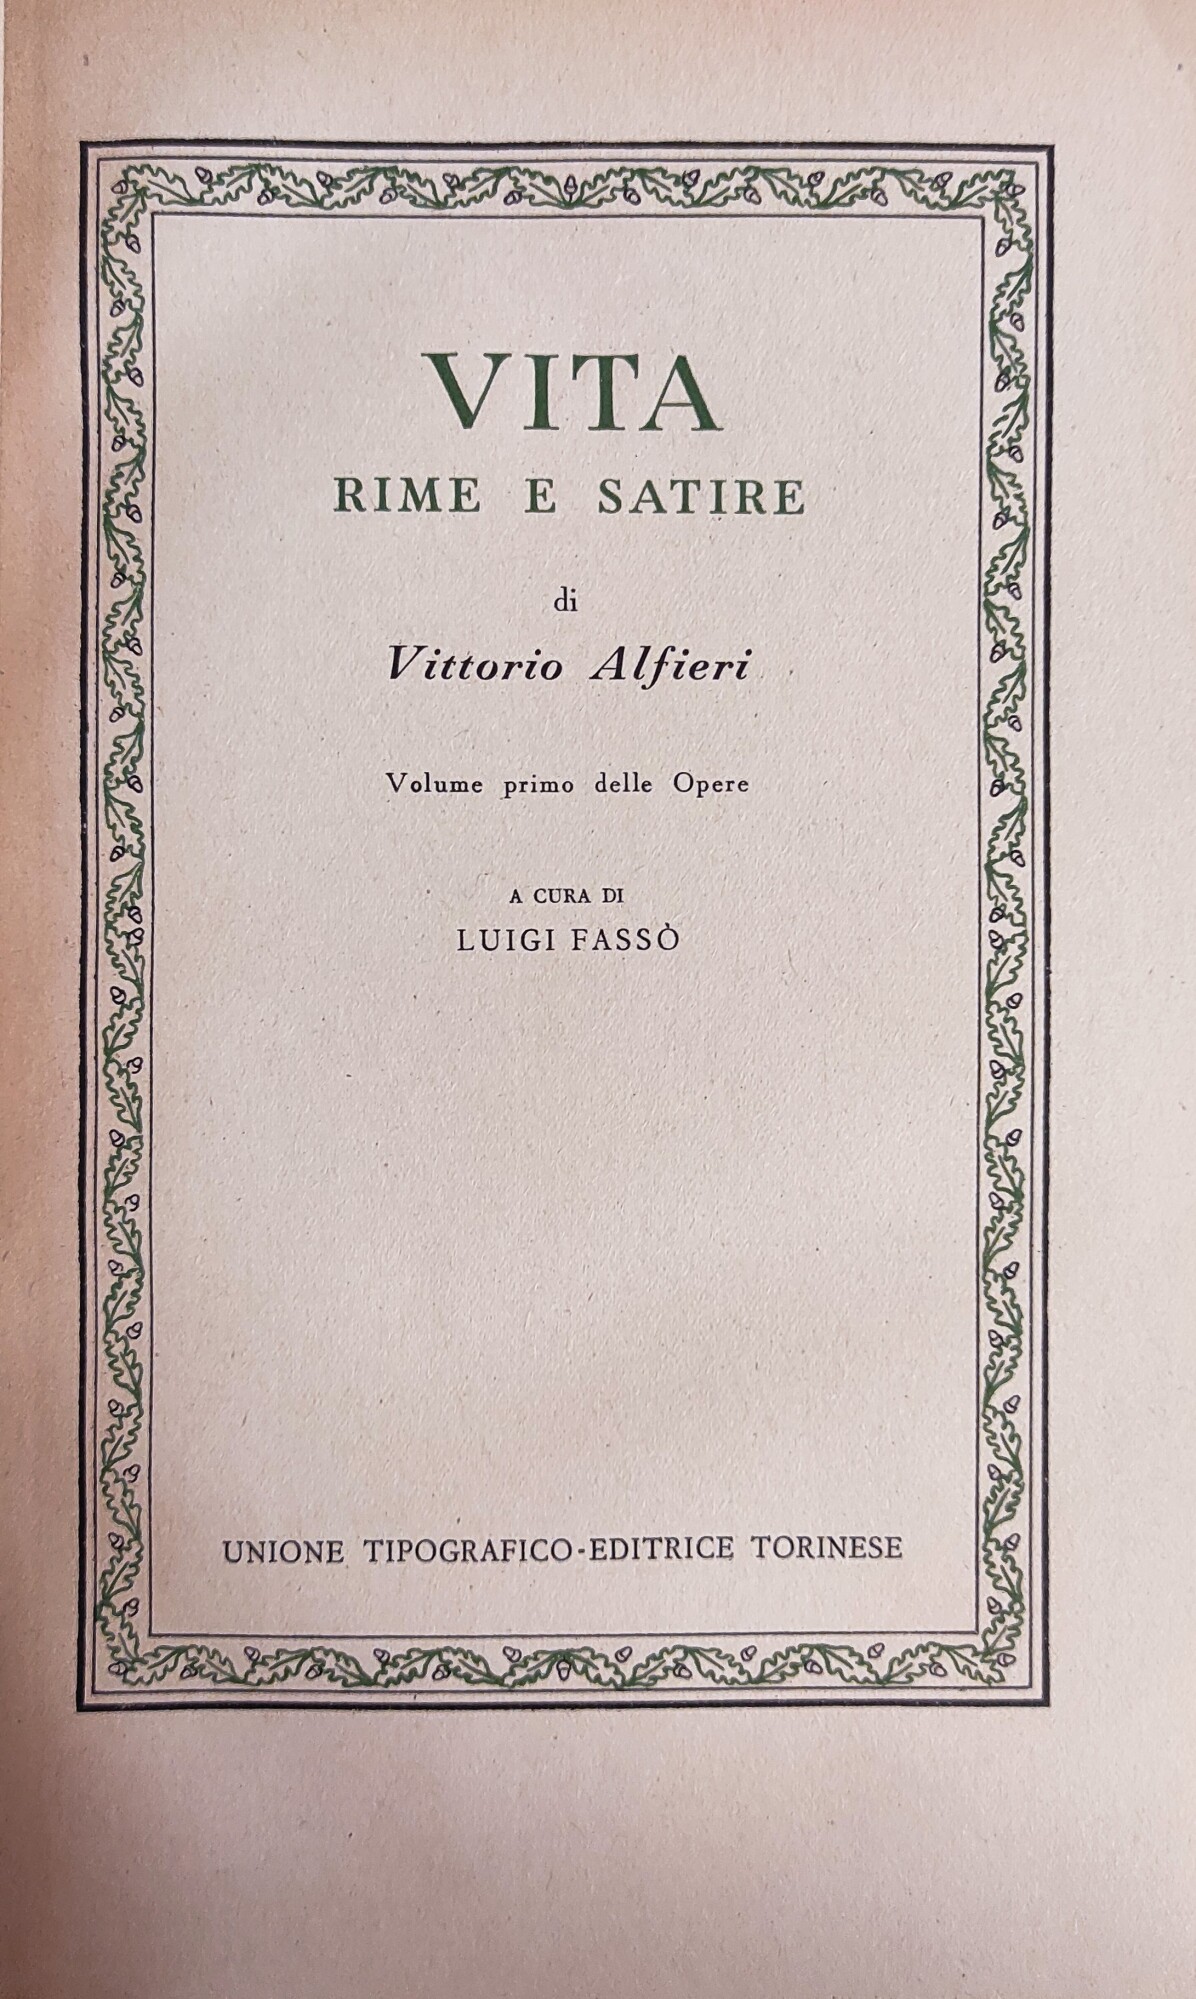 VITA
RIME E SATIRE
di
Vittorio Alfieri
Volume primo delle Opere
A CURA DI
LUIGI FASSÒ
UNIONE TIPOGRAFICO-EDITRICE TORINESE